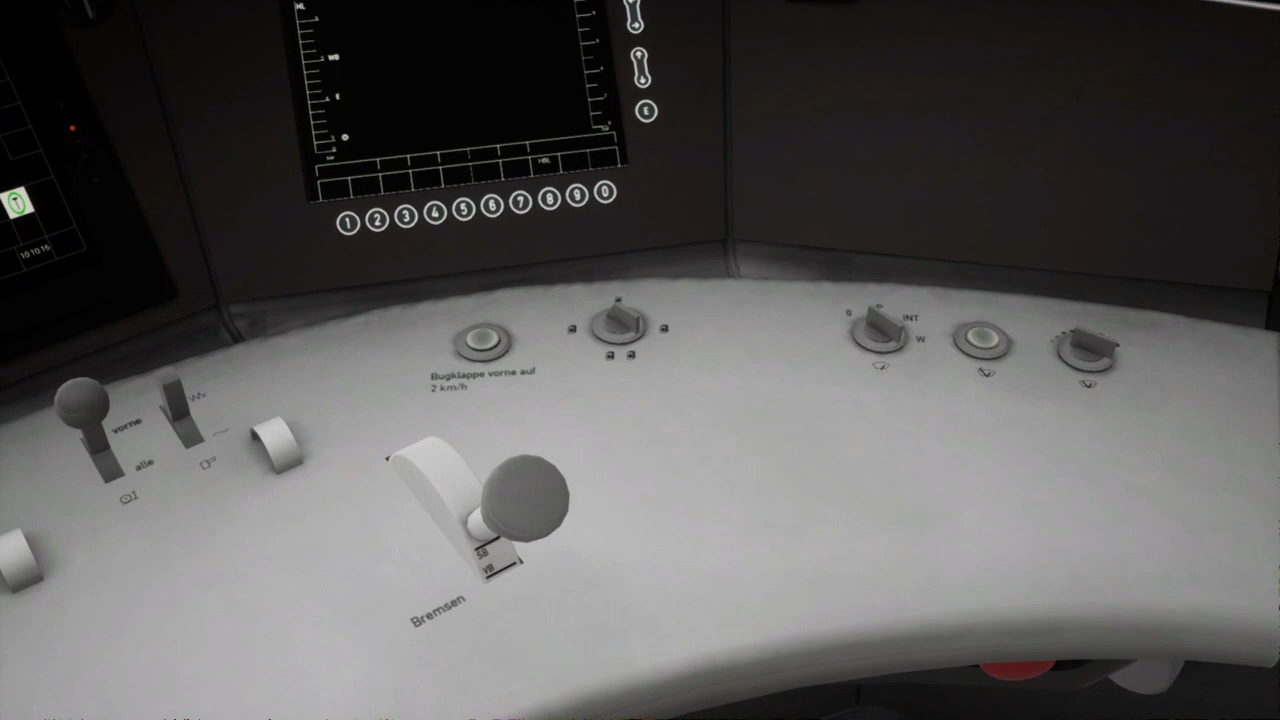 HL
WB
E
HBL
E
1 2 3 4 5 6 7 8 9 0
10:10:16
T
0
INT
W
Bugklappe vorne auf
2 km/h
vorne
alle
SB
VB
Bremsen